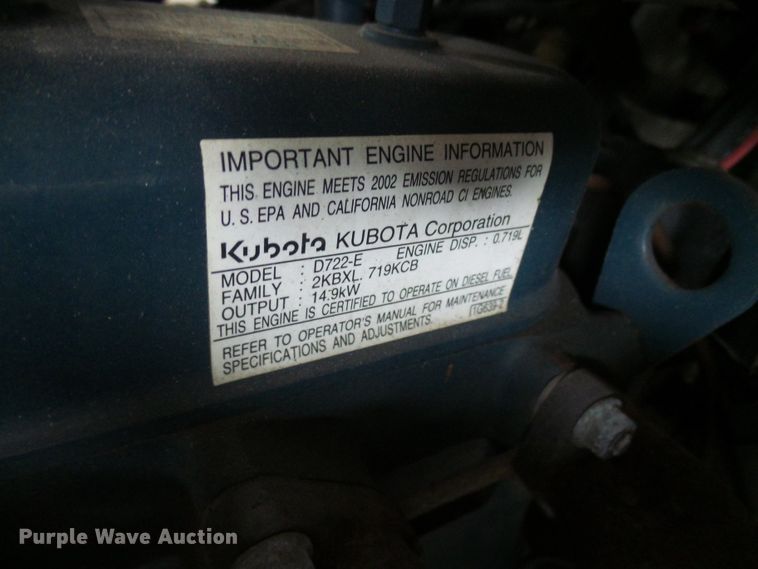 IMPORTANT ENGINE INFORMATION
THIS ENGINE MEETS 2002 EMISSION REGULATIONS FOR
U. S. EPA AND CALIFORNIA NONROAD CI ENGINES.
Kubota KUBOTA Corporation
MODEL : D722-E ENGINE DISP. : 0.719L
FAMILY : 2KBXL. 719KCB
OUTPUT : 14.9kW
THIS ENGINE IS CERTIFIED TO OPERATE ON DIESEL FUEL
REFER TO OPERATOR'S MANUAL FOR MAINTENANCE
SPECIFICATIONS AND ADJUSTMENTS.
Purple Wave Auction